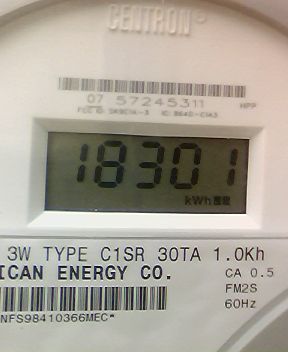 CENTRON®
07 57245311
HPP
18301
kWh
3W TYPE C1SR 30TA 1.0Kh
ICAN ENERGY CO.
CA 0.5
FM2S
60Hz
NFS98410366MEC*